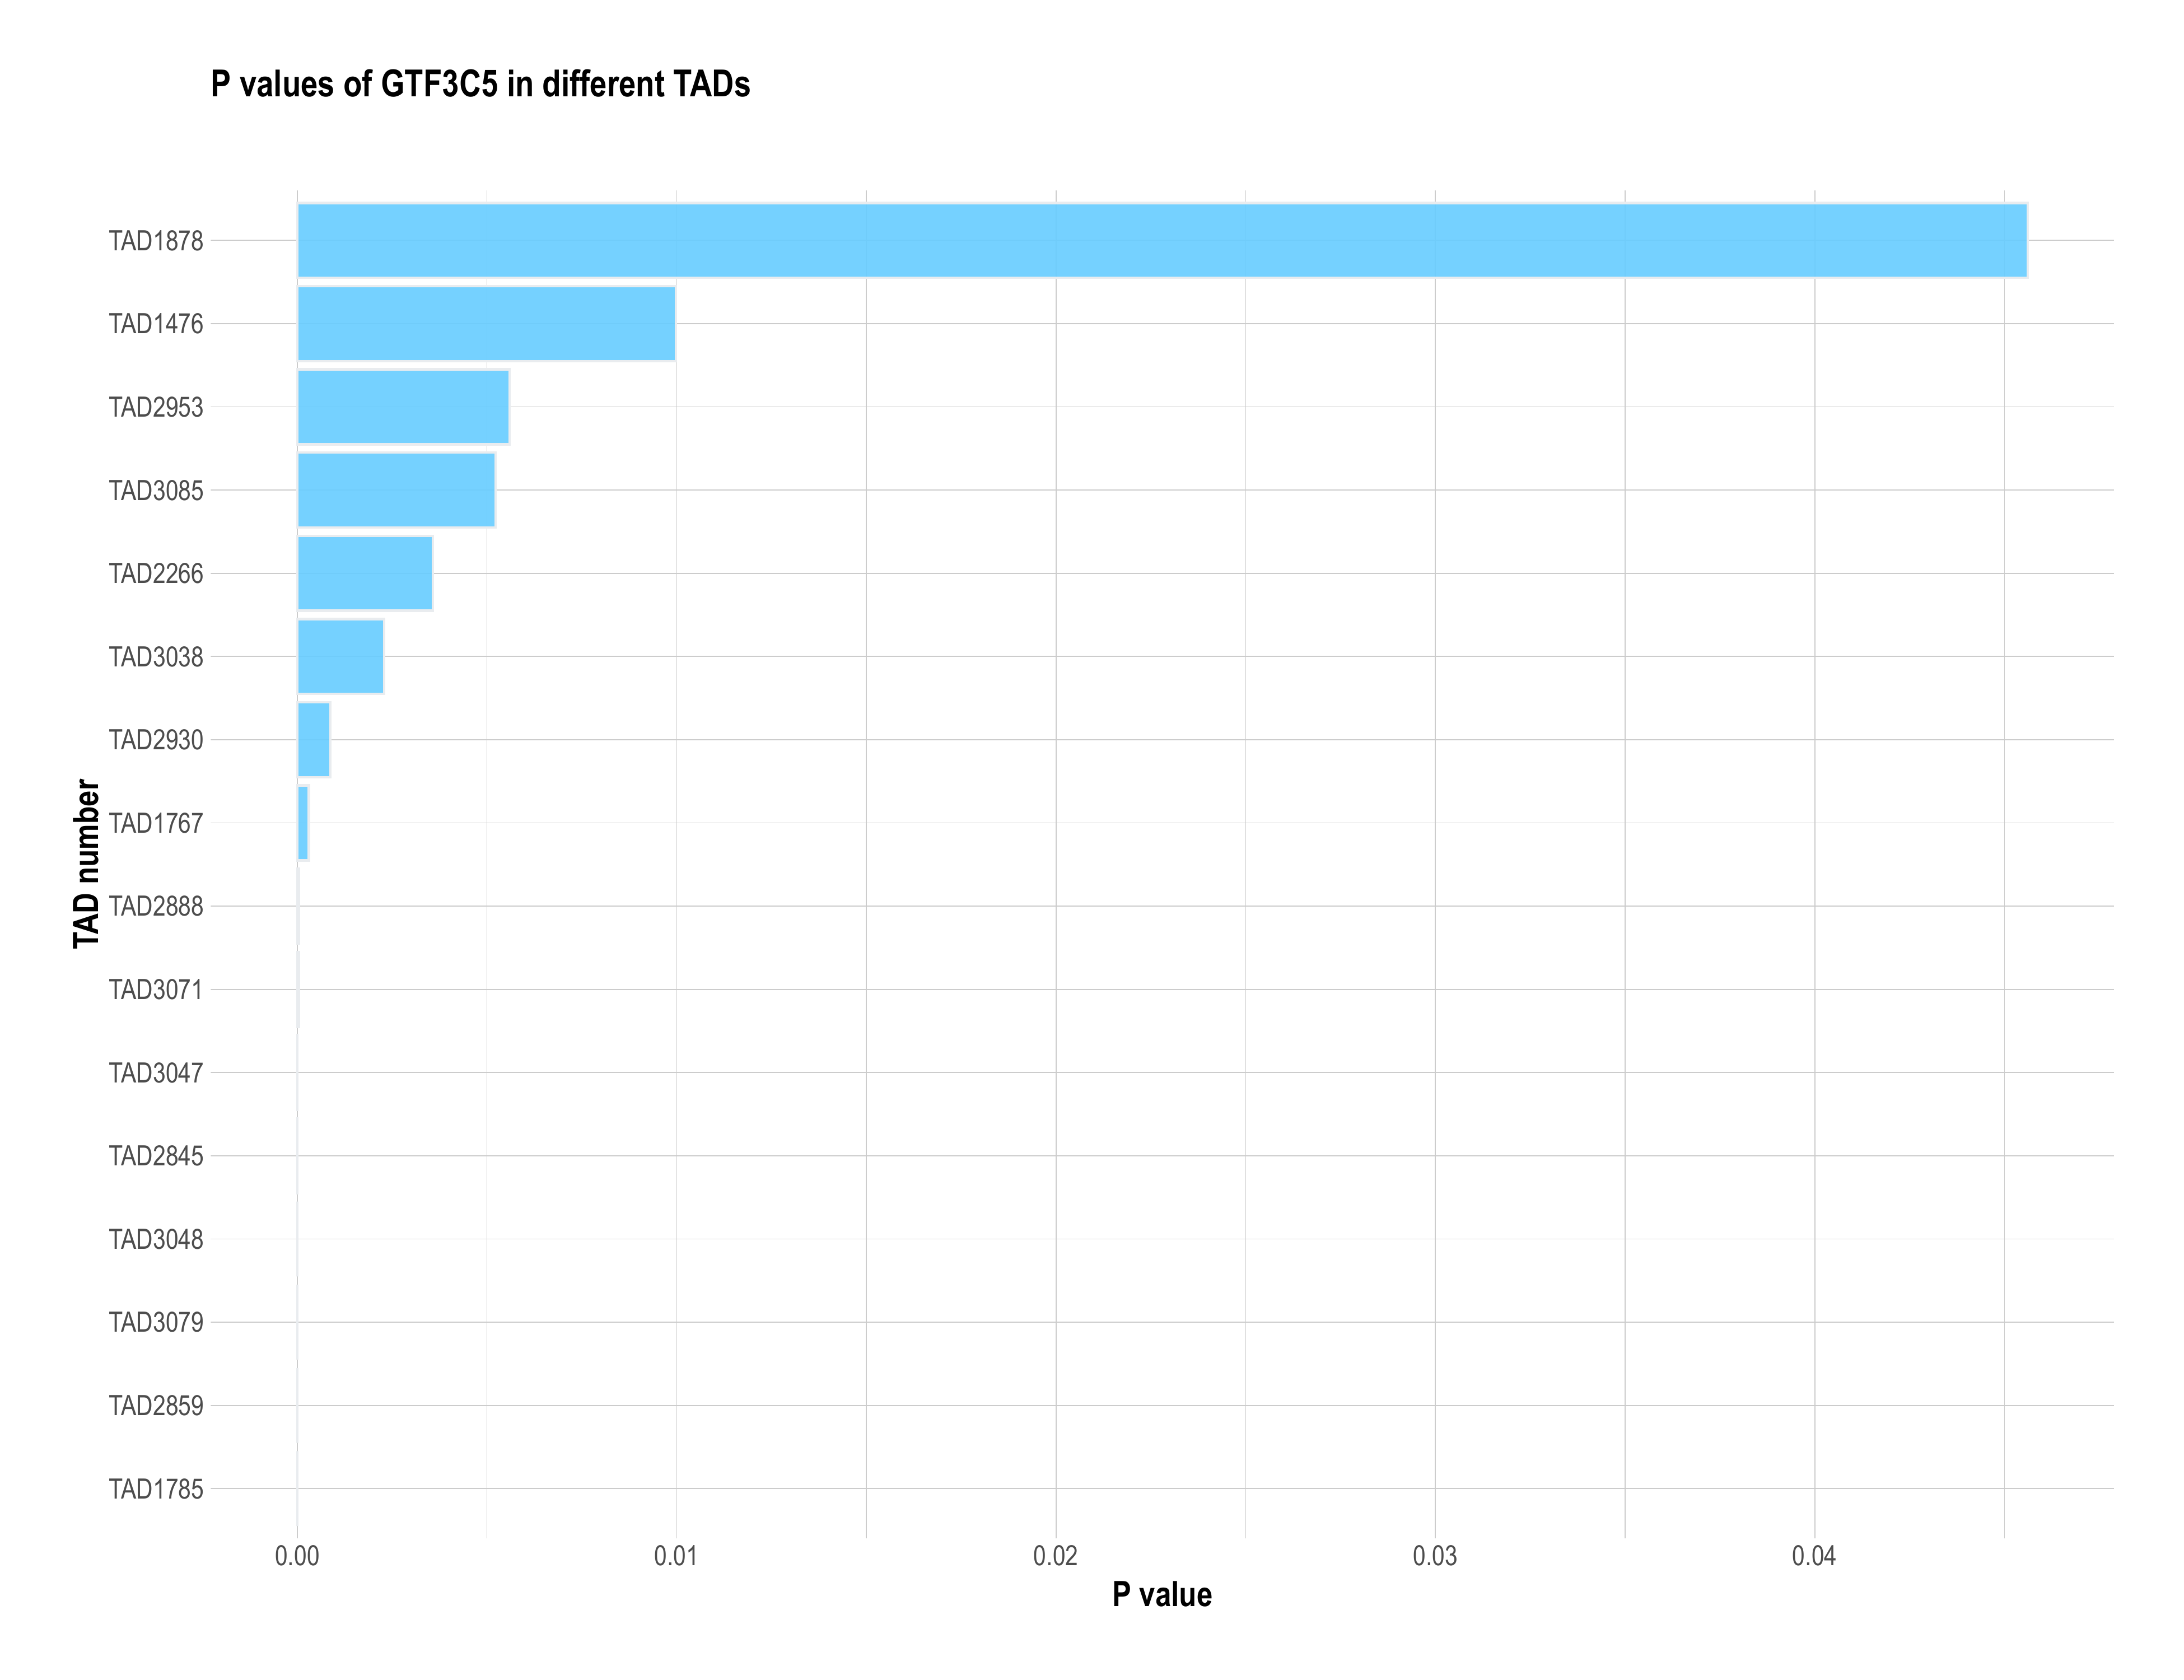 P values of GTF3C5 in different TADs
TAD number
TAD1878
TAD1476
TAD2953
TAD3085
TAD2266
TAD3038
TAD2930
TAD1767
TAD2888
TAD3071
TAD3047
TAD2845
TAD3048
TAD3079
TAD2859
TAD1785
0.00 0.01 0.02 0.03 0.04
P value